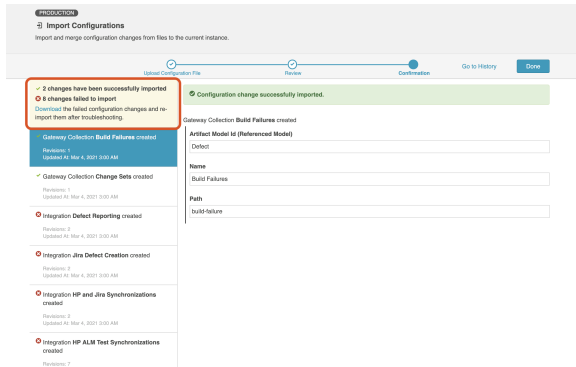 PRODUCTION
Import Configurations
Import and merge configuration changes from files to the current instance.
Upload Configuration File
Review
Confirmation
Go to History
Done
2 changes have been successfully imported
8 changes failed to import
Download the failed configuration changes and re-
import them after troubleshooting.
Gateway Collection Build Failures created
Revisions: 1
Updated At: Mar 4, 2021 3:00 AM
Gateway Collection Change Sets created
Revisions: 1
Updated At: Mar 4, 2021 3:00 AM
Integration Defect Reporting created
Revisions: 2
Updated At: Mar 4, 2021 3:00 AM
Integration Jira Defect Creation created
Revisions: 2
Updated At: Mar 4, 2021 3:00 AM
Integration HP and Jira Synchronizations
created
Revisions: 2
Updated At: Mar 4, 2021 3:00 AM
Integration HP ALM Test Synchronizations
created
Revisions: 7
Configuration change successfully imported.
Gateway Collection Build Failures created
Artifact Model Id (Referenced Model)
Defect
Name
Build Failures
Path
build-failure